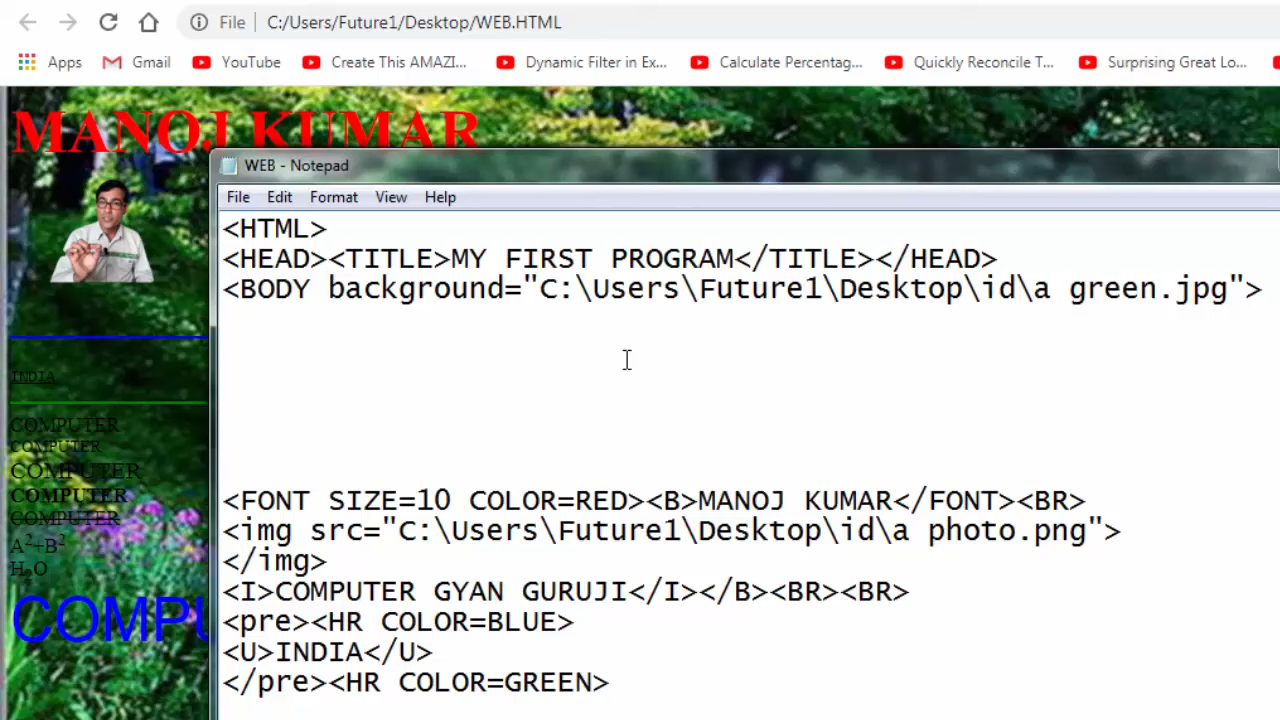 File C:/Users/Future1/Desktop/WEB.HTML
Apps Gmail YouTube Create This AMAZI... Dynamic Filter in Ex... Calculate Percentag... Quickly Reconcile T... Surprising Great Lo...
MANOJ KUMAR
WEB - Notepad
File Edit Format View Help
<HTML>
<HEAD><TITLE>MY FIRST PROGRAM</TITLE></HEAD>
<BODY background="C:\Users\Future1\Desktop\id\a green.jpg">
<FONT SIZE=10 COLOR=RED><B>MANOJ KUMAR</FONT><BR>
<img src="C:\Users\Future1\Desktop\id\a photo.png">
</img>
<I>COMPUTER GYAN GURUJI</I></B><BR><BR>
<pre><HR COLOR=BLUE>
<U>INDIA</U>
</pre><HR COLOR=GREEN>
INDIA
COMPUTER
COMPUTER
COMPUTER
COMPUTER
COMPUTER
A²+B²
H₂O
COMPU